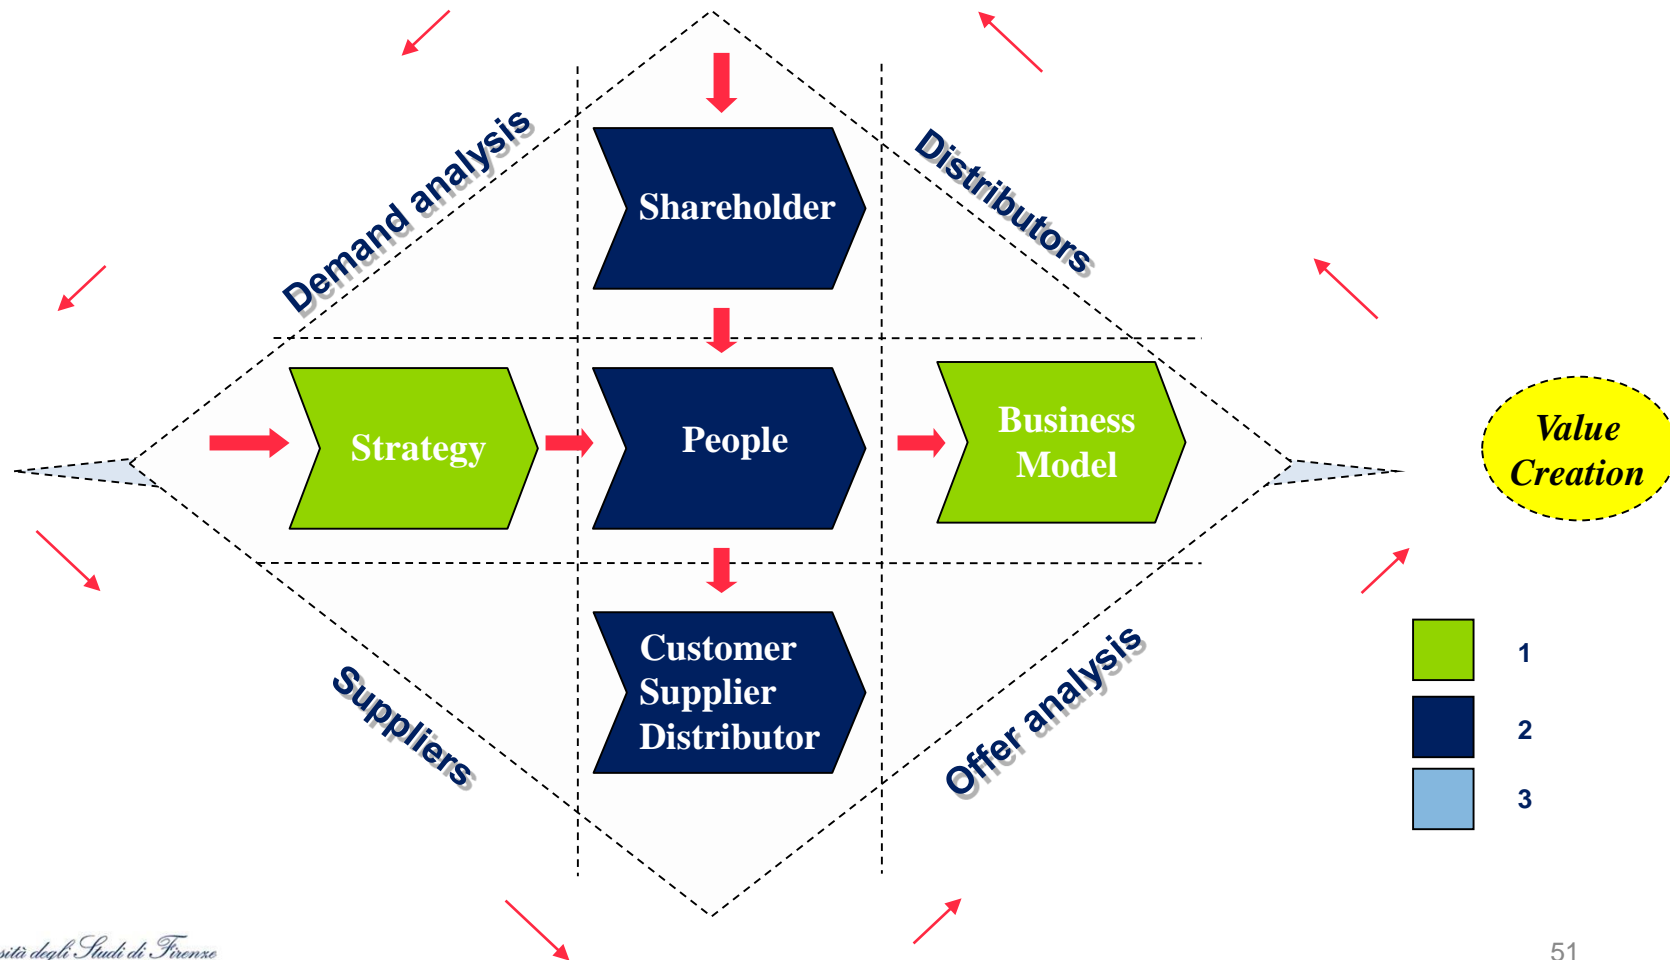 Demand analysis
Distributors
Shareholder
Strategy
People
Business
Model
Value
Creation
Customer
Supplier
Distributor
Suppliers
Offer analysis
1
2
3
degli Studi di Firenze
51